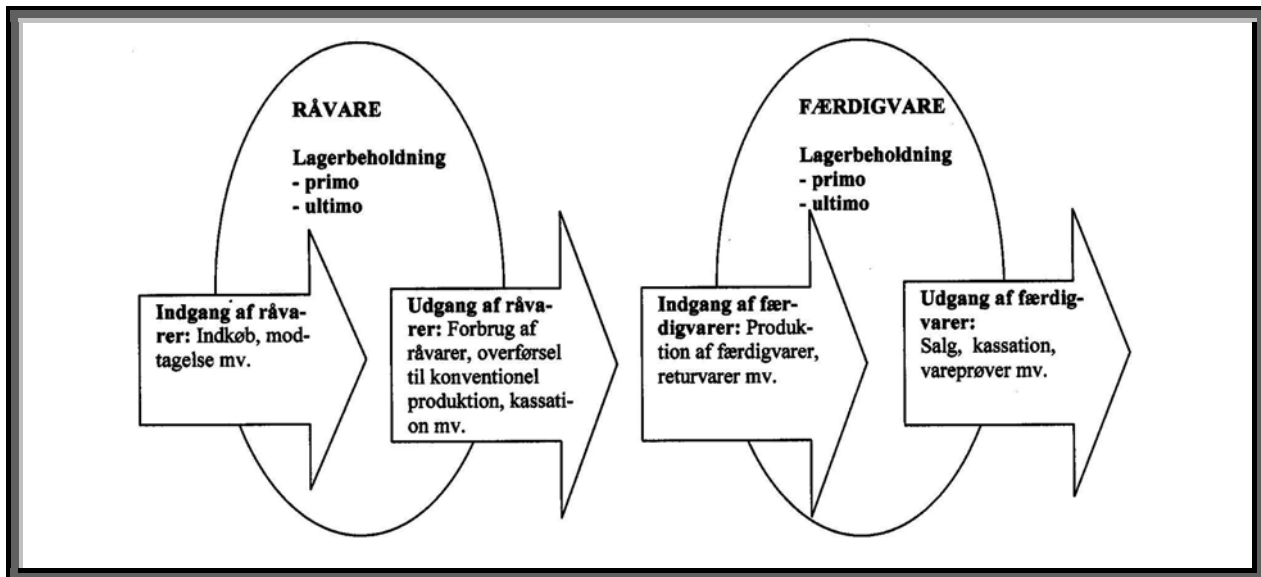 RÅVARE
Lagerbeholdning
- primo
- ultimo
Indgang af råva-
rer: Indkøb, mod-
tagelse mv.
Udgang af råva-
rer: Forbrug af
råvarer, overførsel
til konventionel
produktion, kassati-
on mv.
FÆRDIGVARE
Lagerbeholdning
- primo
- ultimo
Indgang af fær-
digvarer: Produk-
tion af færdigvarer,
returvarer mv.
Udgang af færdig-
varer:
Salg, kassation,
vareprøver mv.